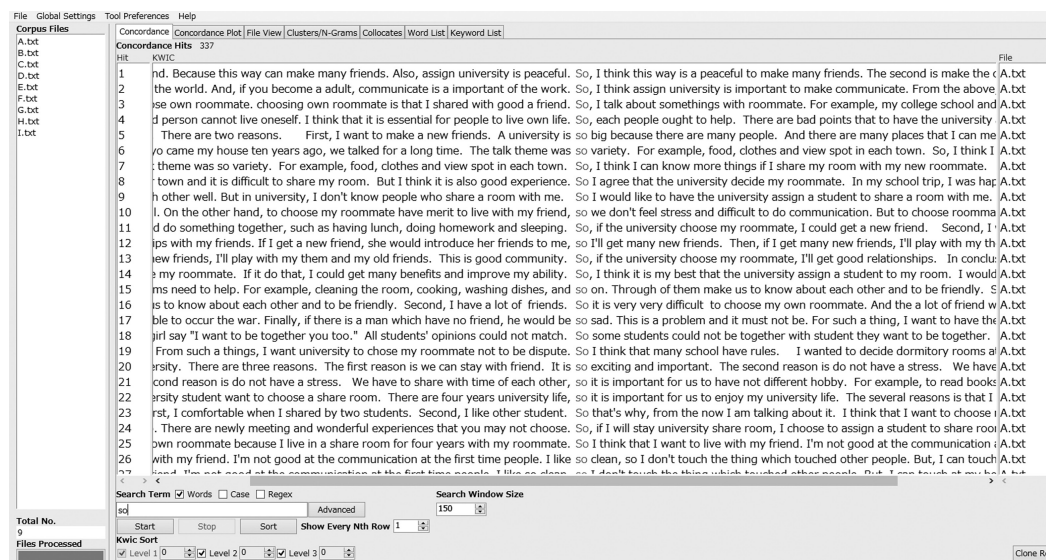 File Global Settings Tool Preferences Help
Corpus Files
A.txt
B.txt
C.txt
D.txt
E.txt
F.txt
G.txt
H.txt
I.txt
Total No.
9
Files Processed
Concordance Concordance Plot File View Clusters/N-Grams Collocates Word List Keyword List
Concordance Hits 337
Hit KWIC File
1 nd. Because this way can make many friends. Also, assign university is peaceful. So, I think this way is a peaceful to make many friends. The second is make the A.txt
2 the world. And, if you become a adult, communicate is a important of the work. So, I think assign university is important to make communicate. From the above A.txt
3 ose own roommate. choosing own roommate is that I shared with good a friend. So, I talk about somethings with roommate. For example, my college school and A.txt
4 d person cannot live oneself. I think that it is essential for people to live own life. So, each people ought to help. There are bad points that to have the university A.txt
5 There are two reasons. First, I want to make a new friends. A university is so big because there are many people. And there are many places that I can me A.txt
6 yo came my house ten years ago, we talked for a long time. The talk theme was so variety. For example, food, clothes and view spot in each town. So, I think I A.txt
7 theme was so variety. For example, food, clothes and view spot in each town. So, I think I can know more things if I share my room with my new roommate. A.txt
8 town and it is difficult to share my room. But I think it is also good experience. So I agree that the university decide my roommate. In my school trip, I was hap A.txt
9 h other well. But in university, I don't know people who share a room with me. So I would like to have the university assign a student to share a room with me. A.txt
10 l. On the other hand, to choose my roommate have merit to live with my friend, so we don't feel stress and difficult to do communication. But to choose roomma A.txt
11 d do something together, such as having lunch, doing homework and sleeping. So, if the university choose my roommate, I could get a new friend. Second, I A.txt
12 ips with my friends. If I get a new friend, she would introduce her friends to me, so I'll get many new friends. Then, if I get many new friends, I'll play with my th A.txt
13 new friends, I'll play with my them and my old friends. This is good community. So, if the university choose my roommate, I'll get good relationships. In conclu A.txt
14 e my roommate. If it do that, I could get many benefits and improve my ability. So, I think it is my best that the university assign a student to my room. I would A.txt
15 ms need to help. For example, cleaning the room, cooking, washing dishes, and so on. Through of them make us to know about each other and to be friendly. S A.txt
16 us to know about each other and to be friendly. Second, I have a lot of friends. So it is very very difficult to choose my own roommate. And the a lot of friend w A.txt
17 ble to occur the war. Finally, if there is a man which have no friend, he would be so sad. This is a problem and it must not be. For such a thing, I want to have the A.txt
18 girl say "I want to be together you too." All students' opinions could not match. So some students could not be together with student they want to be together. A.txt
19 From such a things, I want university to chose my roommate not to be dispute. So I think that many school have rules. I wanted to decide dormitory rooms a A.txt
20 ersity. There are three reasons. The first reason is we can stay with friend. It is so exciting and important. The second reason is do not have a stress. We have A.txt
21 cond reason is do not have a stress. We have to share with time of each other, so it is important for us to have not different hobby. For example, to read books A.txt
22 ersity student want to choose a share room. There are four years university life, so it is important for us to enjoy my university life. The several reasons is that I A.txt
23 rst, I comfortable when I shared by two students. Second, I like other student. So that's why, from the now I am talking about it. I think that I want to choose A.txt
24 . There are newly meeting and wonderful experiences that you may not choose. So, if I will stay university share room, I choose to assign a student to share roo A.txt
25 own roommate because I live in a share room for four years with my roommate. So I think that I want to live with my friend. I'm not good at the communication A.txt
26 with my friend. I'm not good at the communication at the first time people. I like so clean, so I don't touch the thing which touched other people. But, I can touch A.txt
Search Term Words Case Regex Search Window Size
so Advanced 150
Start Stop Sort Show Every Nth Row 1
Kwic Sort
Level 1 0 Level 2 0 Level 3 0 Clone R